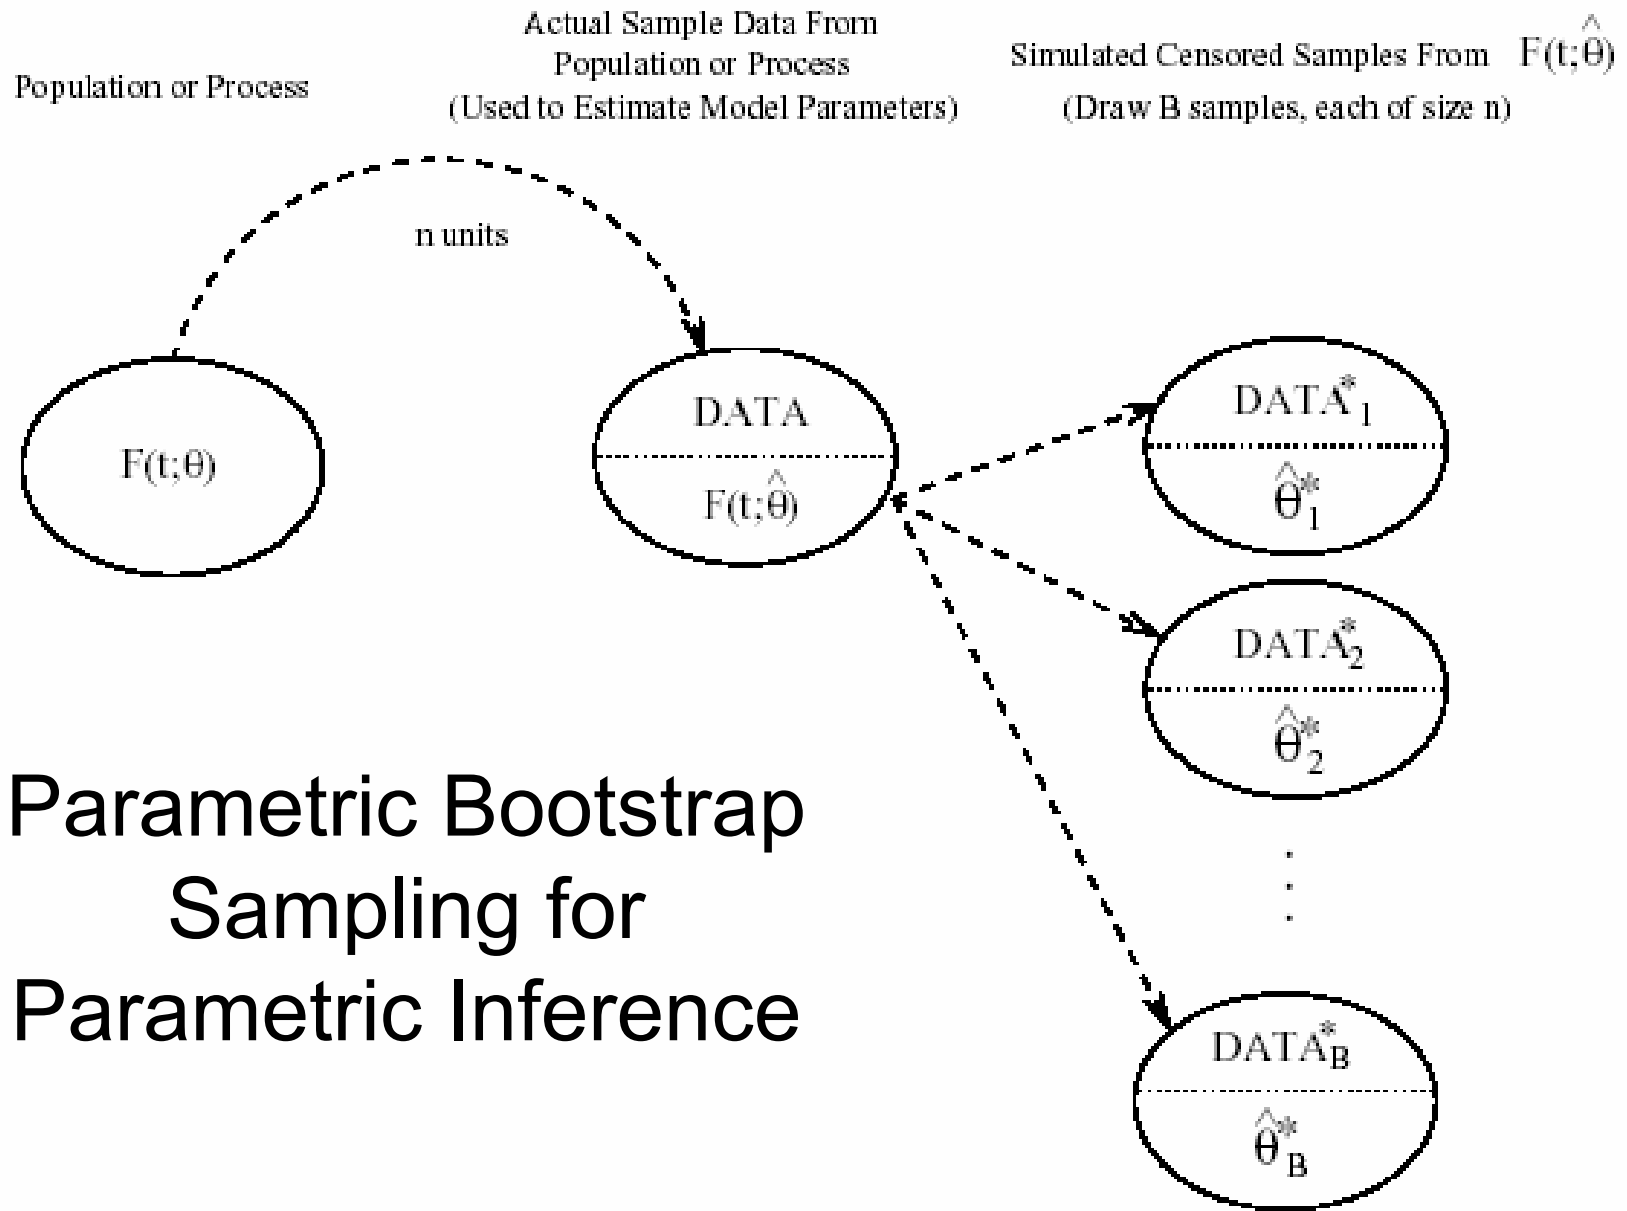 Population or Process
Actual Sample Data From
Population or Process
(Used to Estimate Model Parameters)
Simulated Censored Samples From F(t;θ̂)
(Draw B samples, each of size n)
n units
F(t;θ)
DATA
F(t;θ̂)
DATA*₁
θ̂*₁
DATA*₂
θ̂*₂
.
.
.
DATA*B
θ̂*B
Parametric Bootstrap
Sampling for
Parametric Inference